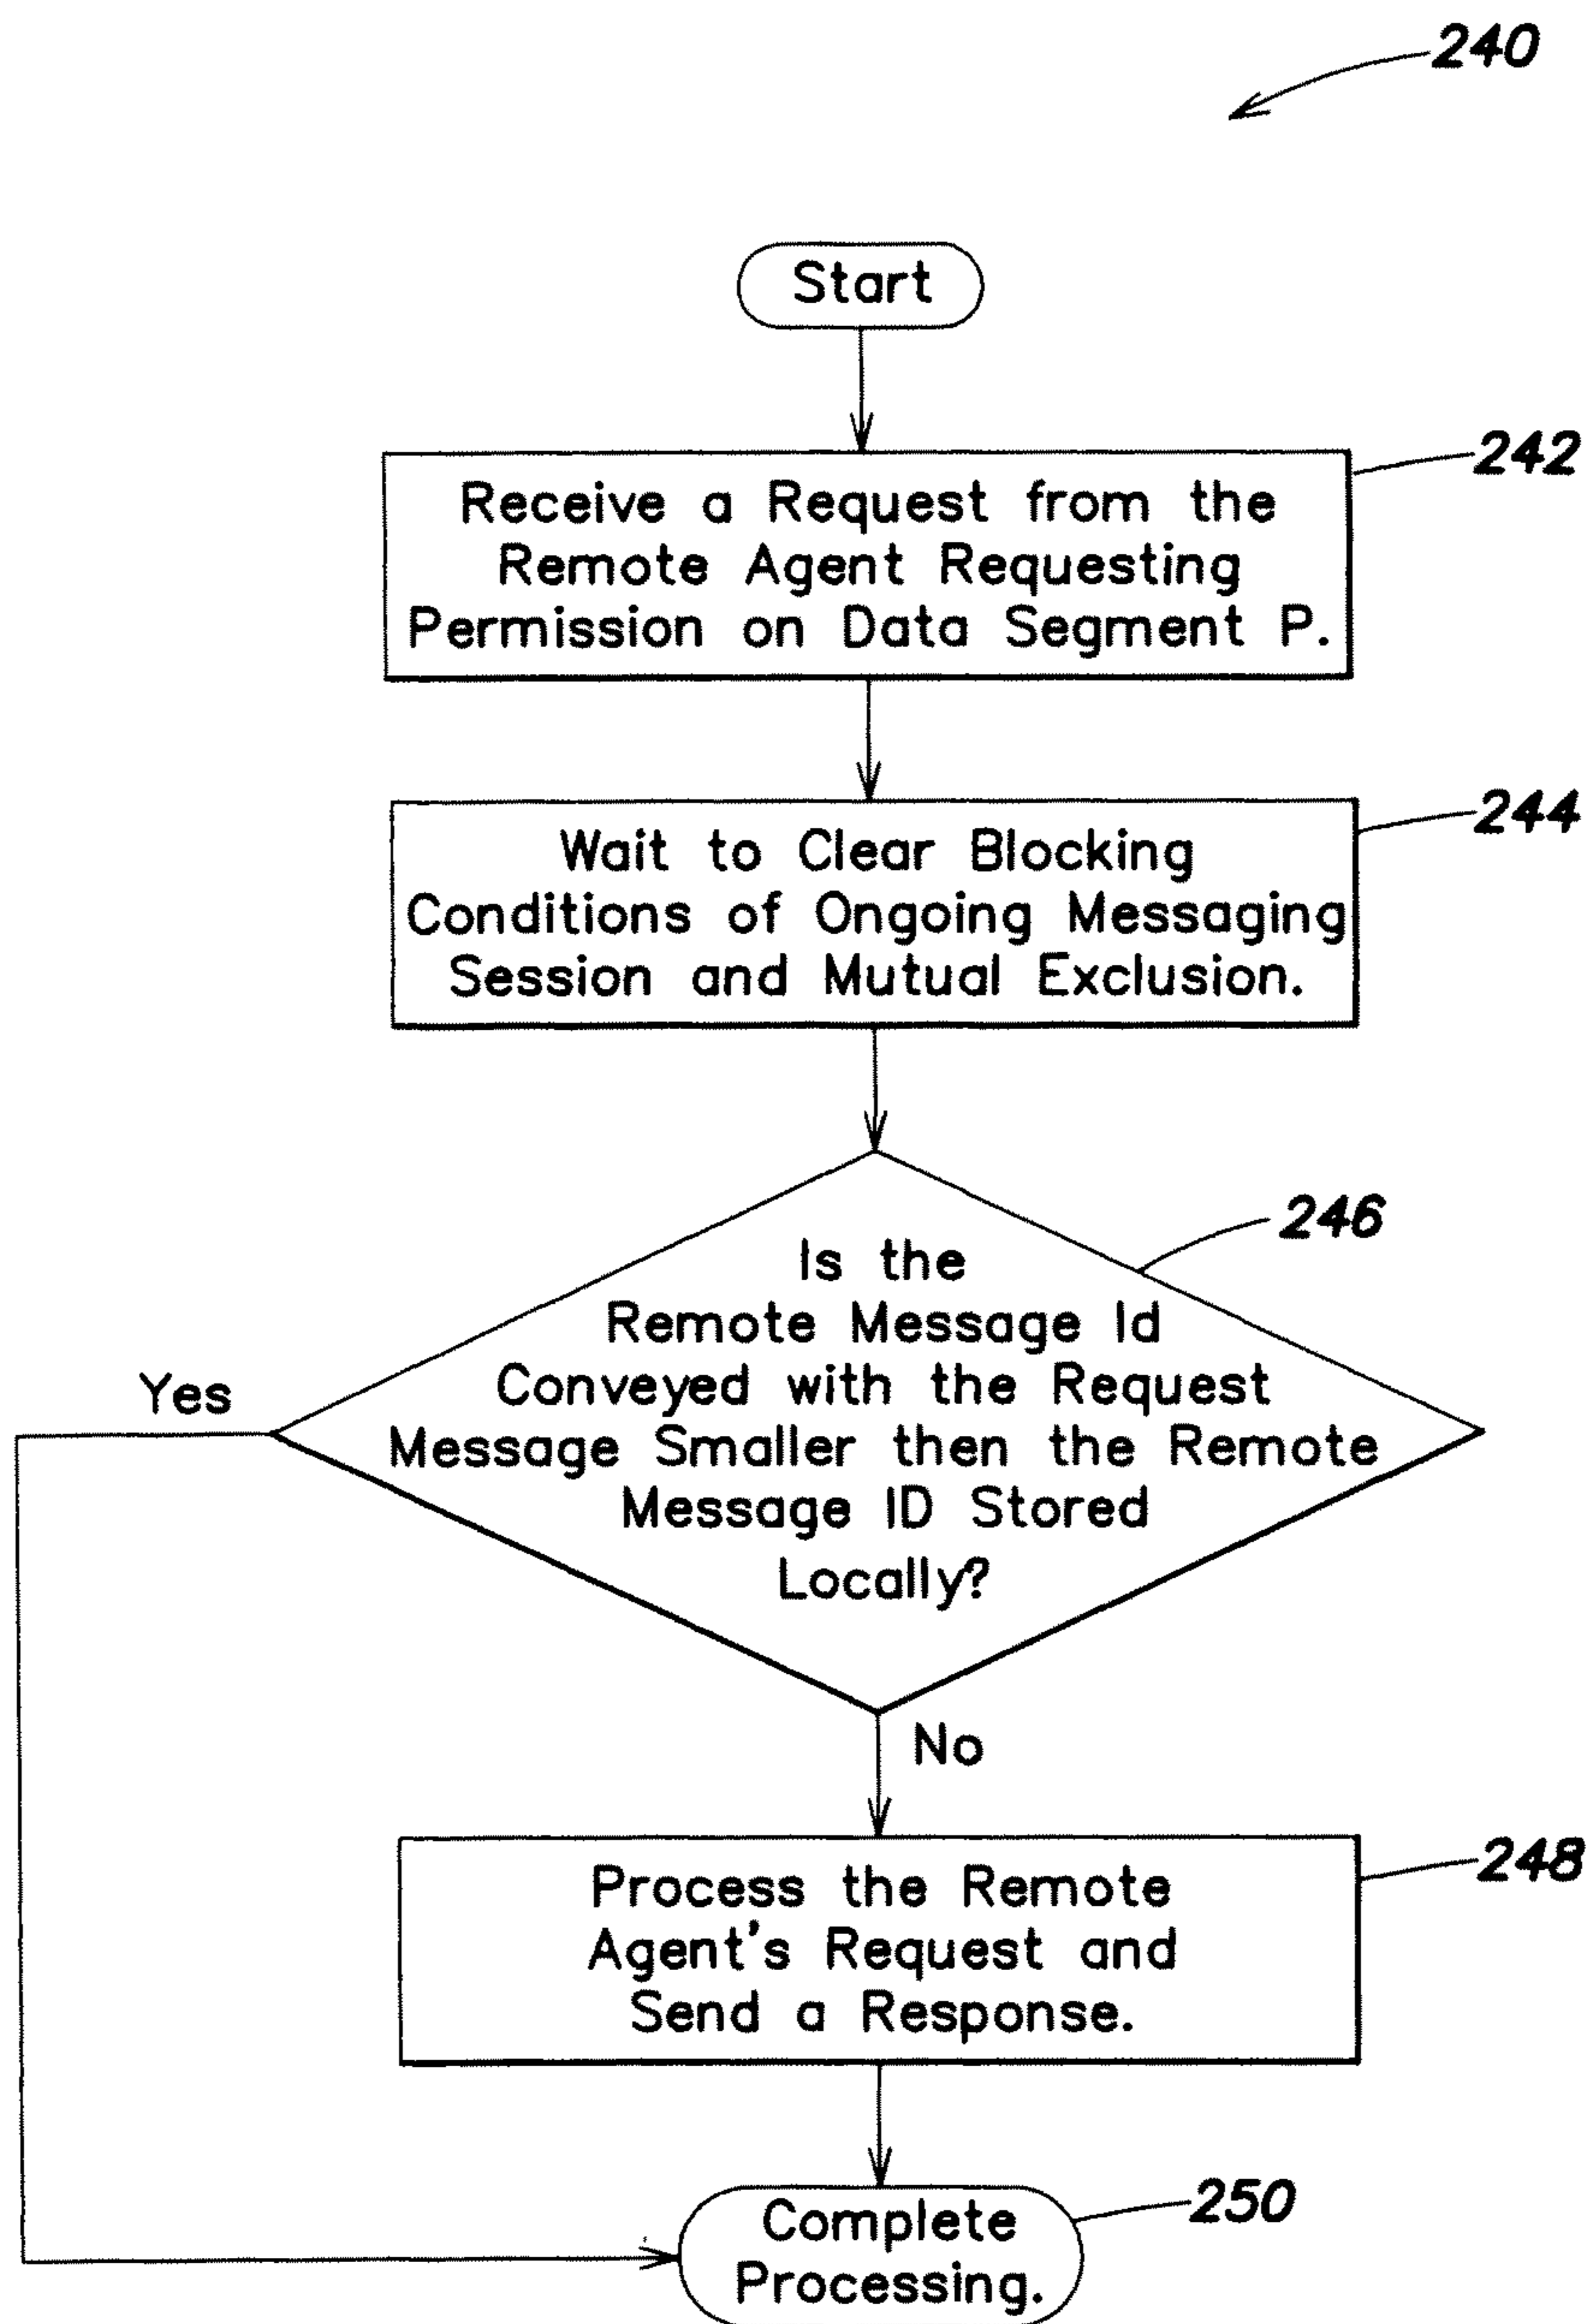 240
Start
242
Receive a Request from the
Remote Agent Requesting
Permission on Data Segment P.
244
Wait to Clear Blocking
Conditions of Ongoing Messaging
Session and Mutual Exclusion.
246
Is the
Remote Message Id
Conveyed with the Request
Message Smaller then the Remote
Message ID Stored
Locally?
Yes
No
248
Process the Remote
Agent's Request and
Send a Response.
250
Complete
Processing.